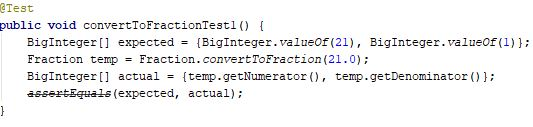 @Test
public void convertToFractionTest1() {
BigInteger[] expected = {BigInteger.valueOf(21), BigInteger.valueOf(1)};
Fraction temp = Fraction.convertToFraction(21.0);
BigInteger[] actual = {temp.getNumerator(), temp.getDenominator()};
assertEquals(expected, actual);
}